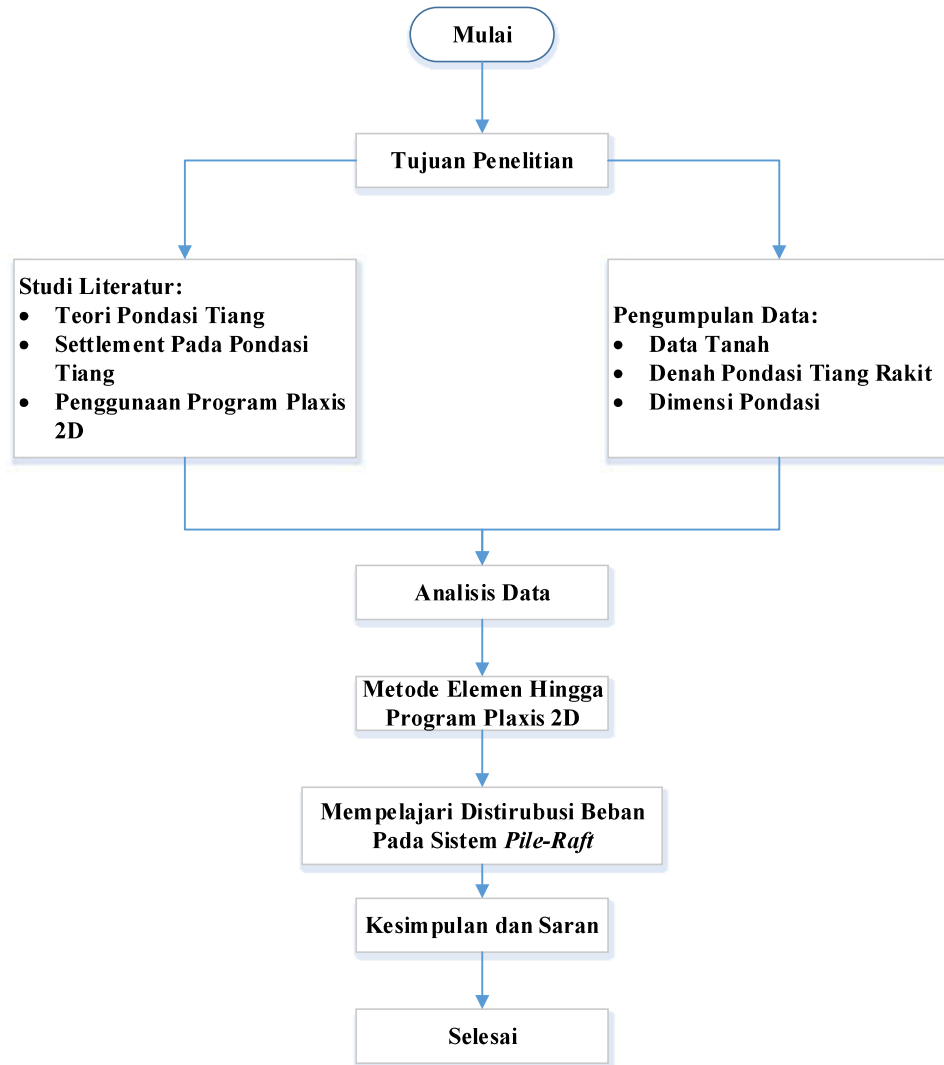 Mulai
Tujuan Penelitian
Studi Literatur:
• Teori Pondasi Tiang
• Settlement Pada Pondasi
Tiang
• Penggunaan Program Plaxis
2D
Pengumpulan Data:
• Data Tanah
• Denah Pondasi Tiang Rakit
• Dimensi Pondasi
Analisis Data
Metode Elemen Hingga
Program Plaxis 2D
Mempelajari Distirubusi Beban
Pada Sistem Pile-Raft
Kesimpulan dan Saran
Selesai